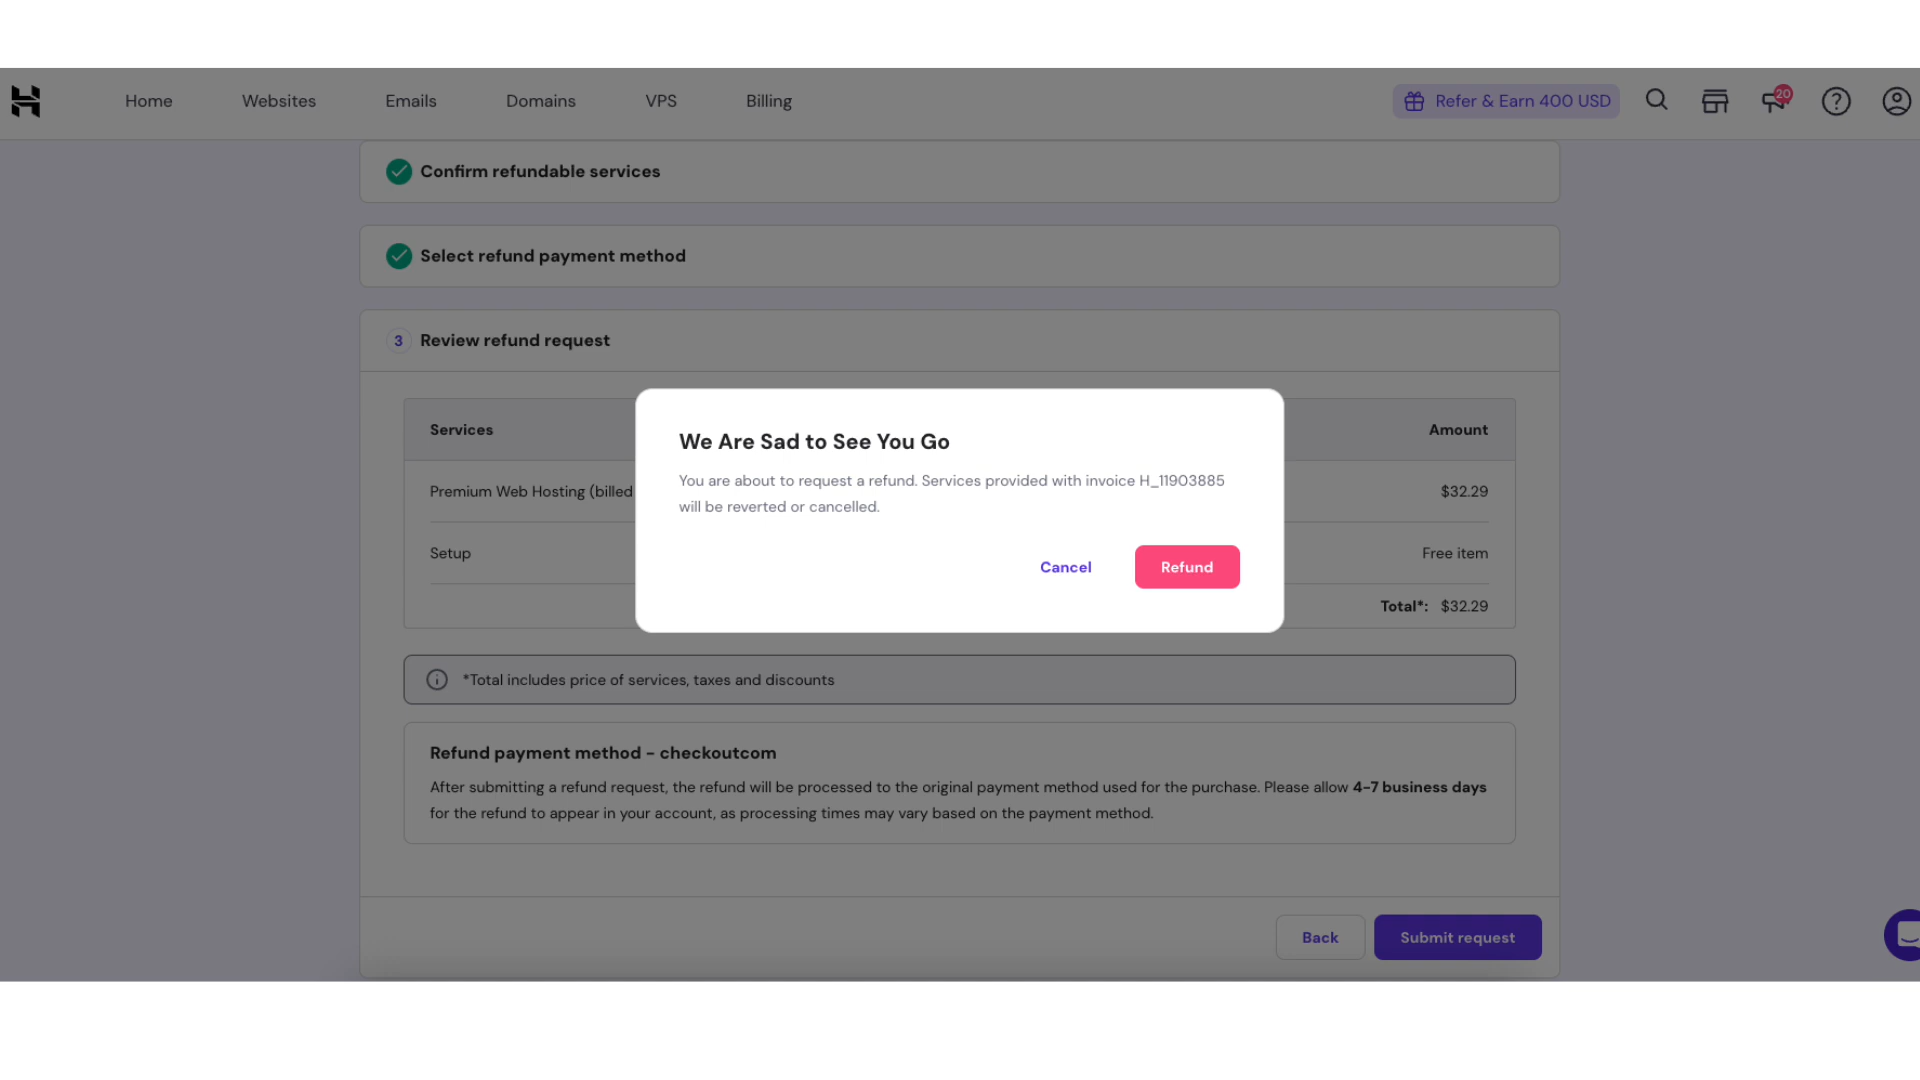 Home Websites Emails Domains VPS Billing Refer & Earn 400 USD 20
Confirm refundable services
Select refund payment method
3 Review refund request
Services Amount
Premium Web Hosting (billed $32.29
Setup Free item
Total*: $32.29
We Are Sad to See You Go
You are about to request a refund. Services provided with invoice H_11903885
will be reverted or cancelled.
Cancel Refund
*Total includes price of services, taxes and discounts
Refund payment method - checkoutcom
After submitting a refund request, the refund will be processed to the original payment method used for the purchase. Please allow 4-7 business days
for the refund to appear in your account, as processing times may vary based on the payment method.
Back Submit request